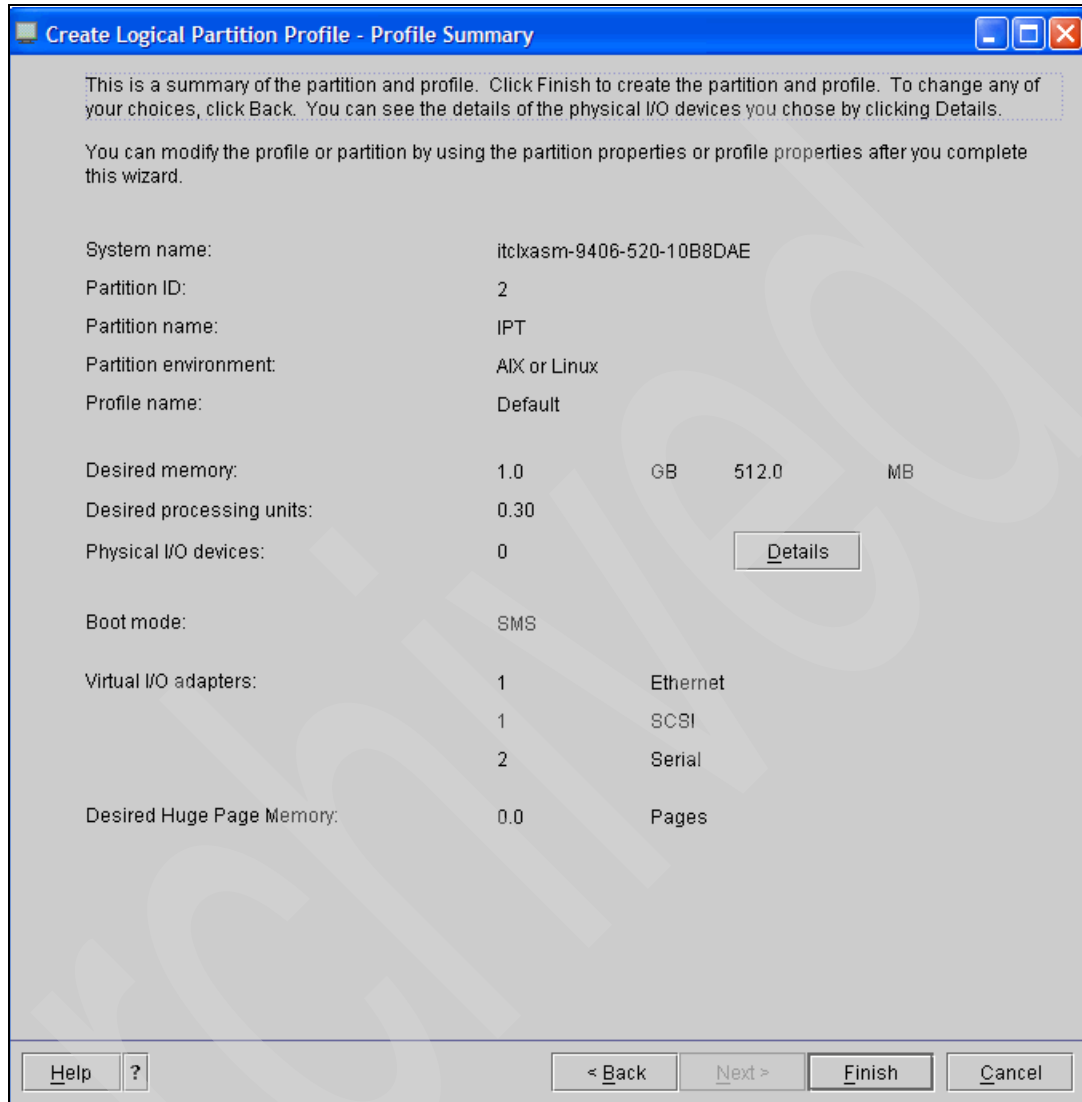 Create Logical Partition Profile - Profile Summary
This is a summary of the partition and profile. Click Finish to create the partition and profile. To change any of
your choices, click Back. You can see the details of the physical I/O devices you chose by clicking Details.
You can modify the profile or partition by using the partition properties or profile properties after you complete
this wizard.
System name: itclxasm-9406-520-10B8DAE
Partition ID: 2
Partition name: IPT
Partition environment: AIX or Linux
Profile name: Default
Desired memory: 1.0 GB 512.0 MB
Desired processing units: 0.30
Physical I/O devices: 0 Details
Boot mode: SMS
Virtual I/O adapters: 1 Ethernet
1 SCSI
2 Serial
Desired Huge Page Memory: 0.0 Pages
Help ? < Back Next > Finish Cancel
rchived